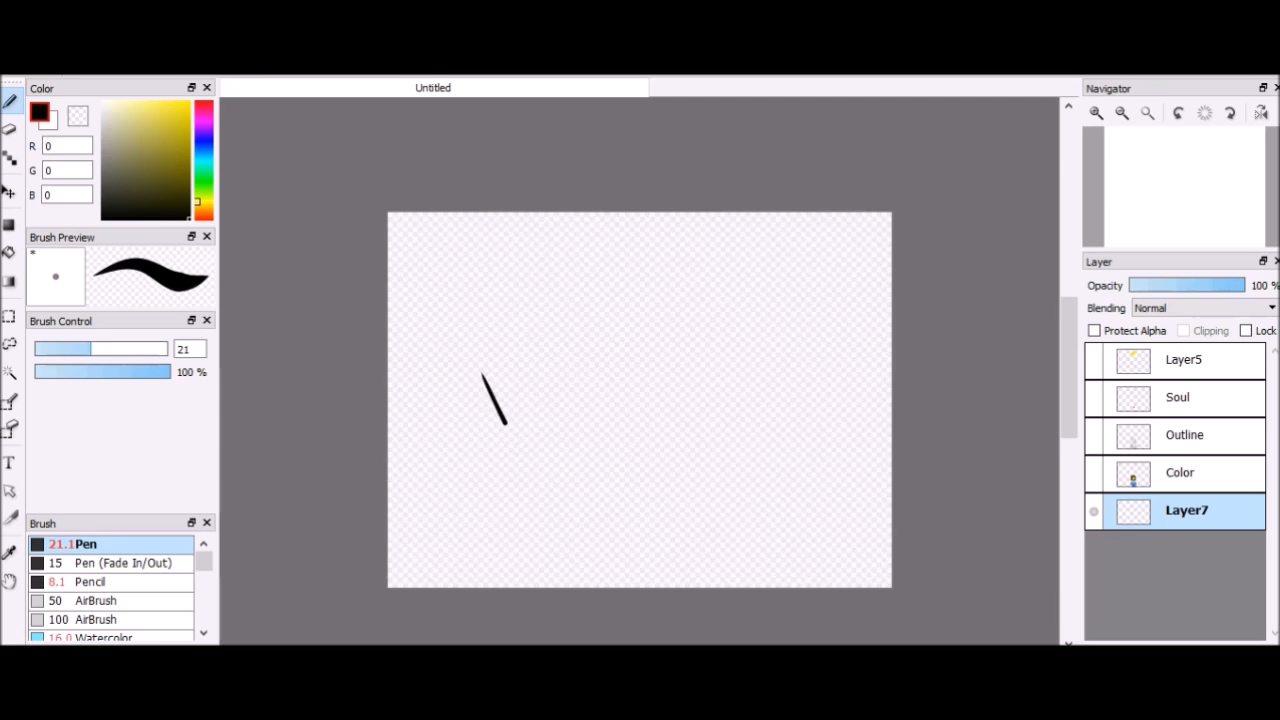 Untitled
Color
R 0
G 0
B 0
Brush Preview
*
Brush Control
21
100 %
Brush
21.1 Pen
15 Pen (Fade In/Out)
8.1 Pencil
50 AirBrush
100 AirBrush
16.0 Watercolor
T
Navigator
Layer
Opacity 100 %
Blending Normal
Protect Alpha Clipping Lock
Layer5
Soul
Outline
Color
Layer7